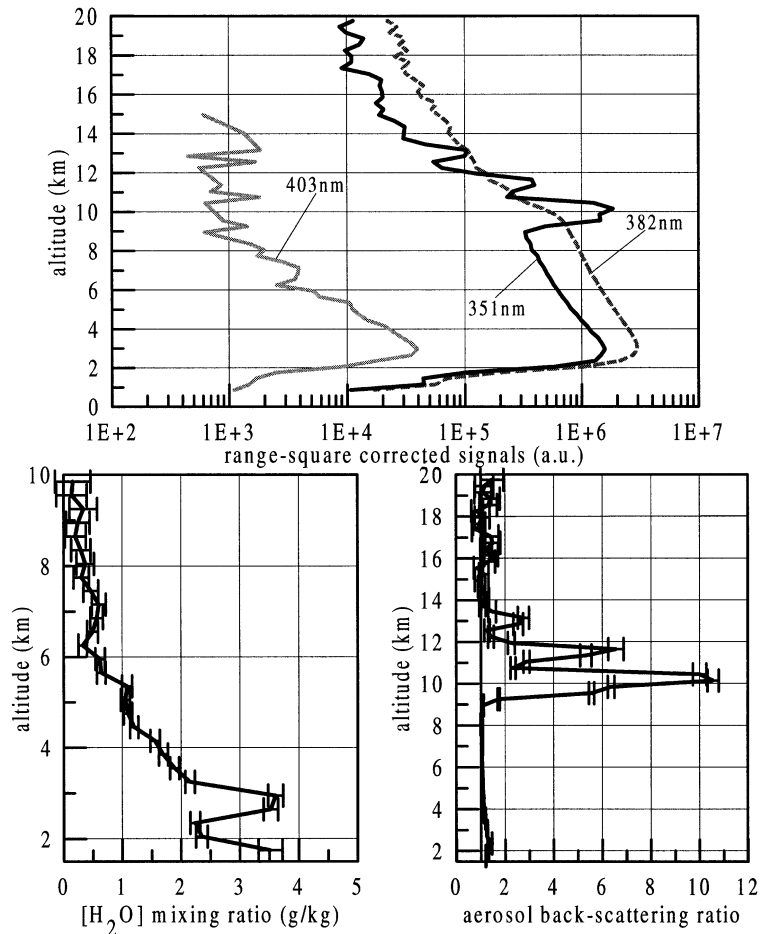 20
18
16
14
12
10
8
6
4
2
0
altitude (km)
403nm
382nm
351nm
1E+2 1E+3 1E+4 1E+5 1E+6 1E+7
range-square corrected signals (a.u.)
10
8
6
4
2
altitude (km)
0 1 2 3 4 5
[H₂O] mixing ratio (g/kg)
20
18
16
14
12
10
8
6
4
2
altitude (km)
0 2 4 6 8 10 12
aerosol back-scattering ratio